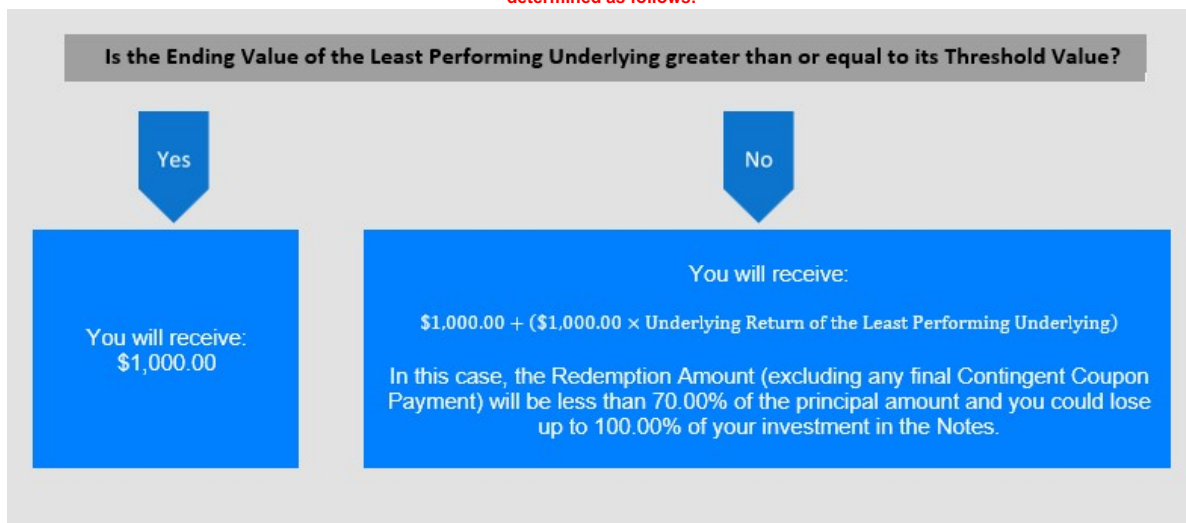 determined as follows:
Is the Ending Value of the Least Performing Underlying greater than or equal to its Threshold Value?
Yes
No
You will receive:
$1,000.00
You will receive:
$1,000.00 + ($1,000.00 × Underlying Return of the Least Performing Underlying)
In this case, the Redemption Amount (excluding any final Contingent Coupon
Payment) will be less than 70.00% of the principal amount and you could lose
up to 100.00% of your investment in the Notes.